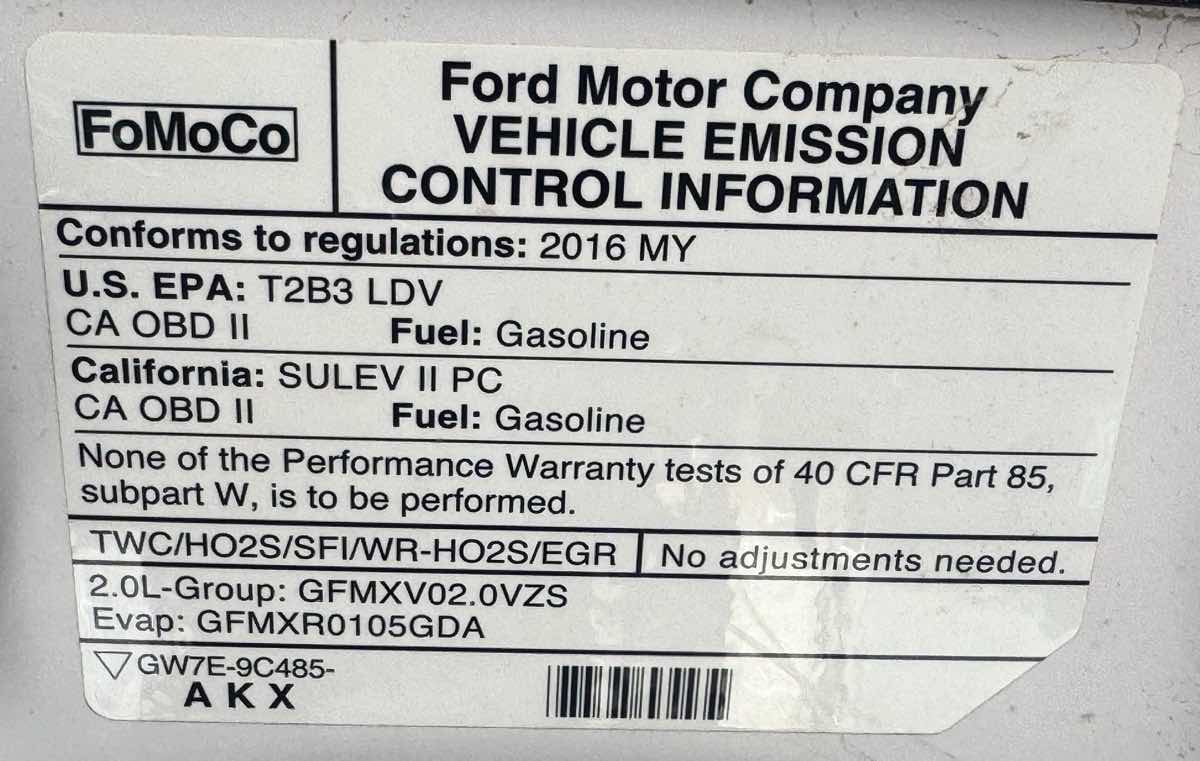 FoMoCo
Ford Motor Company
VEHICLE EMISSION
CONTROL INFORMATION
Conforms to regulations: 2016 MY
U.S. EPA: T2B3 LDV
CA OBD II Fuel: Gasoline
California: SULEV II PC
CA OBD II Fuel: Gasoline
None of the Performance Warranty tests of 40 CFR Part 85,
subpart W, is to be performed.
TWC/HO2S/SFI/WR-HO2S/EGR No adjustments needed.
2.0L-Group: GFMXV02.0VZS
Evap: GFMXR0105GDA
GW7E-9C485-
A K X